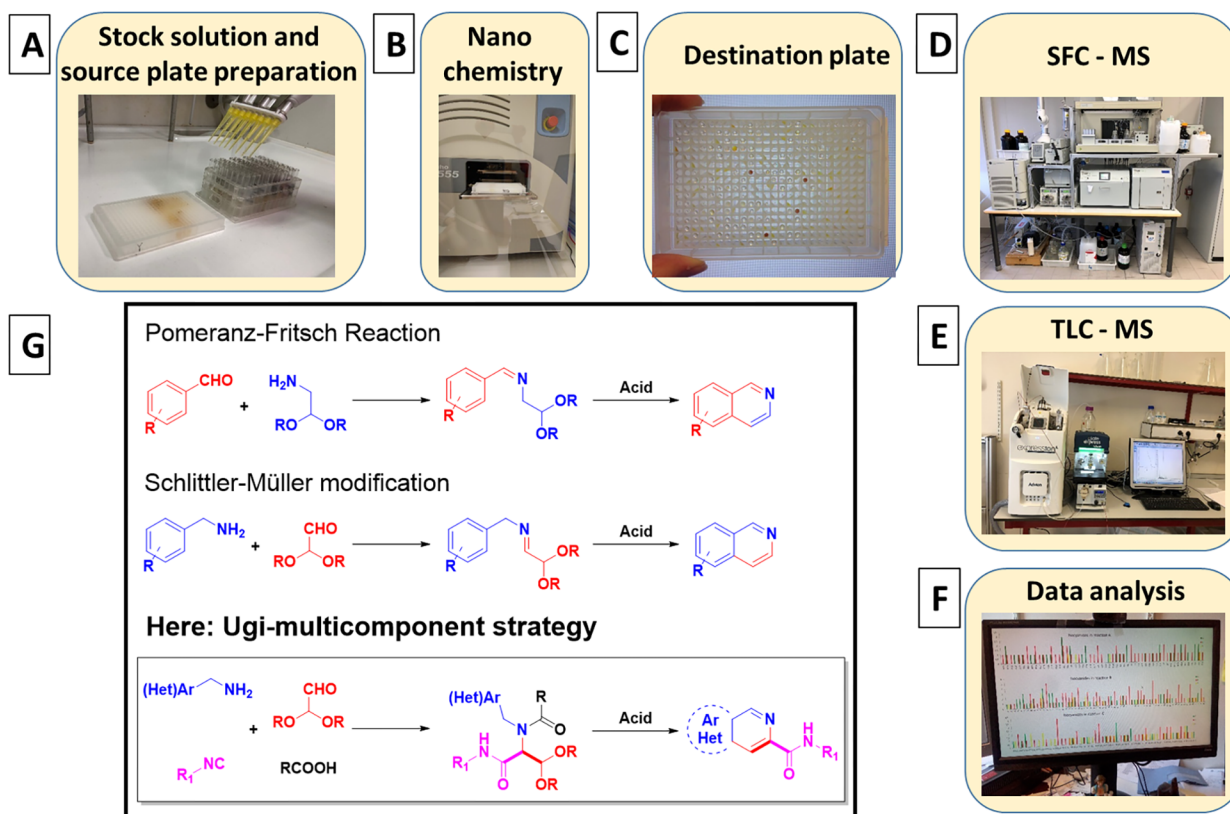 A
Stock solution and
source plate preparation
B
Nano
chemistry
555
C
Destination plate
D
SFC - MS
G
Pomeranz-Fritsch Reaction
CHO
R
+
H₂N
RO OR
N
OR
OR
R
Acid
N
R
Schlittler-Müller modification
NH₂
R
+
CHO
RO OR
N
OR
OR
R
Acid
N
R
Here: Ugi-multicomponent strategy
(Het)Ar NH₂
CHO
RO OR
+
R₁ NC
RCOOH
(Het)Ar
R
N
O
H
N
R₁
O
OR
OR
Acid
Ar
Het
N
H
N
R₁
O
E
TLC - MS
expression
Advion
F
Data analysis